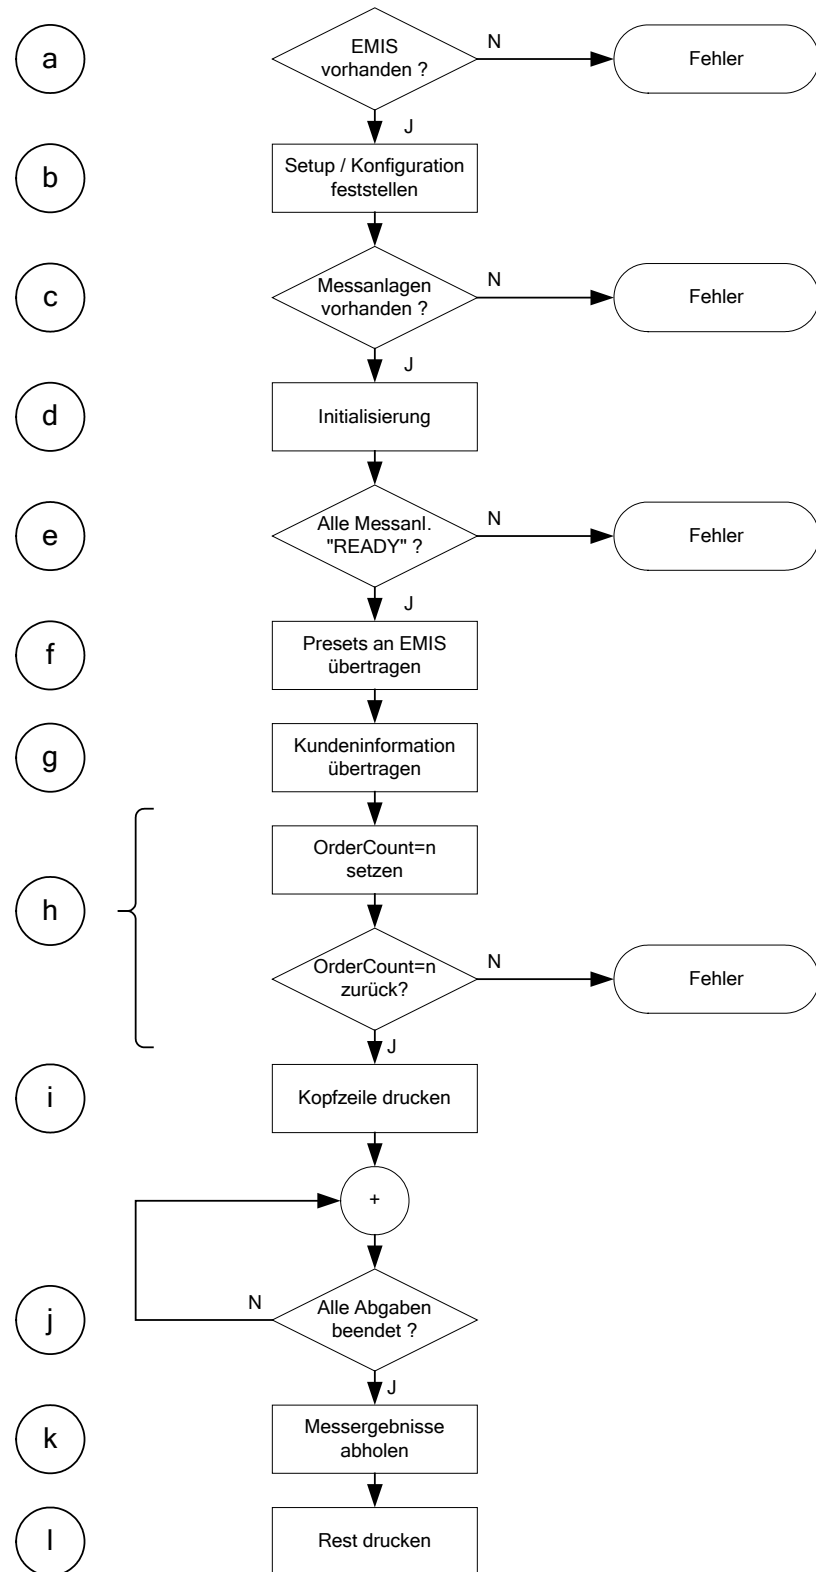 a
EMIS
vorhanden ?
N
Fehler
J
b
Setup / Konfiguration
feststellen
c
Messanlagen
vorhanden ?
N
Fehler
J
d
Initialisierung
e
Alle Messanl.
"READY" ?
N
Fehler
J
f
Presets an EMIS
übertragen
g
Kundeninformation
übertragen
h
OrderCount=n
setzen
OrderCount=n
zurück?
N
Fehler
J
i
Kopfzeile drucken
+
j
N
Alle Abgaben
beendet ?
J
k
Messergebnisse
abholen
l
Rest drucken